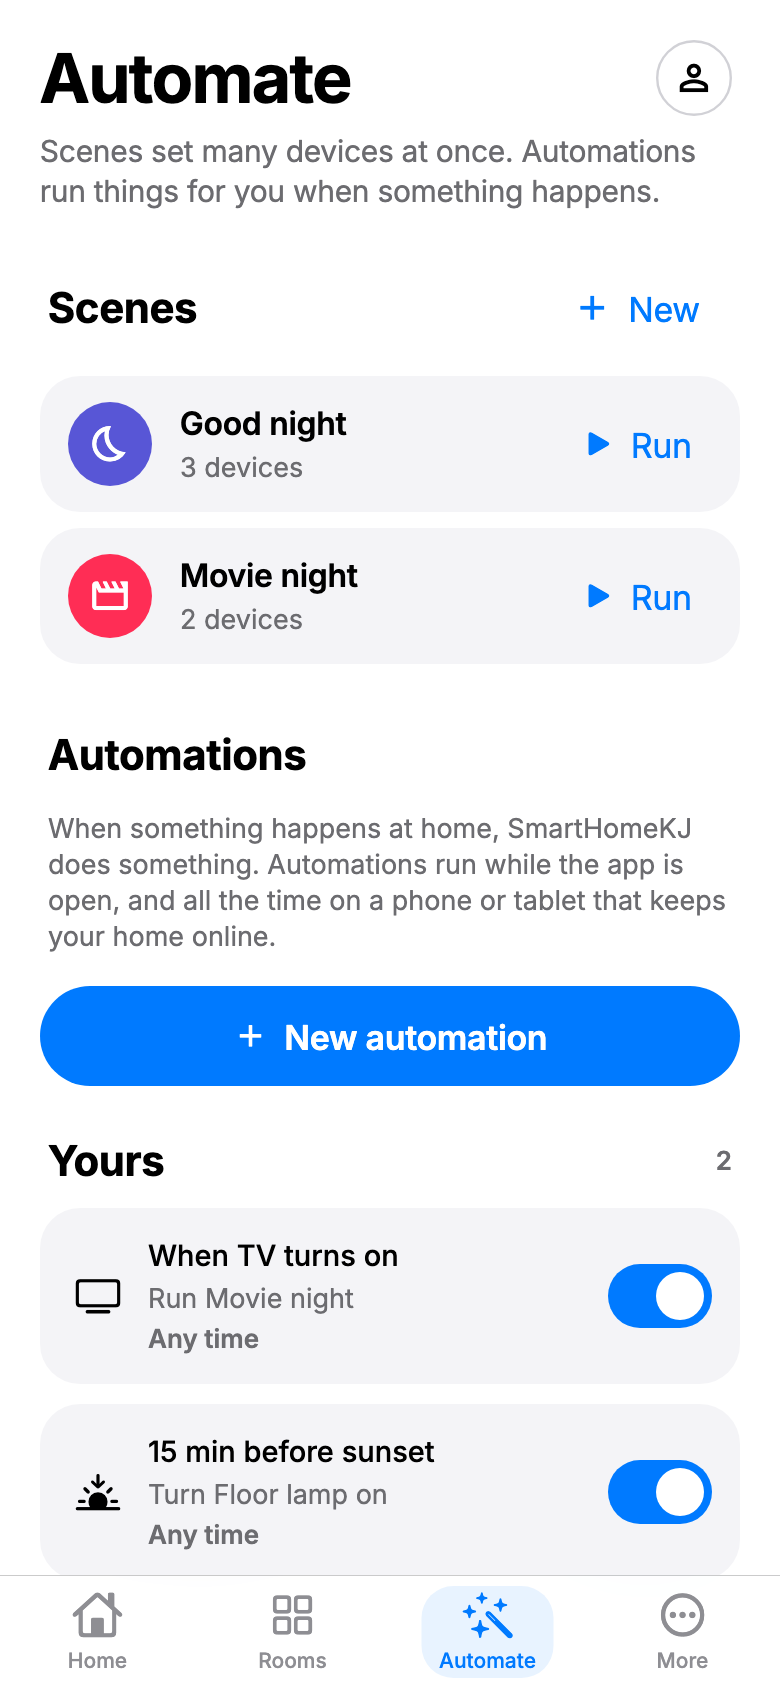 Automate
Scenes set many devices at once. Automations
run things for you when something happens.
Scenes
+ New
Good night
3 devices
Run
Movie night
2 devices
Run
Automations
When something happens at home, SmartHomeKJ
does something. Automations run while the app is
open, and all the time on a phone or tablet that keeps
your home online.
+ New automation
Yours
2
When TV turns on
Run Movie night
Any time
15 min before sunset
Turn Floor lamp on
Any time
Home
Rooms
Automate
More